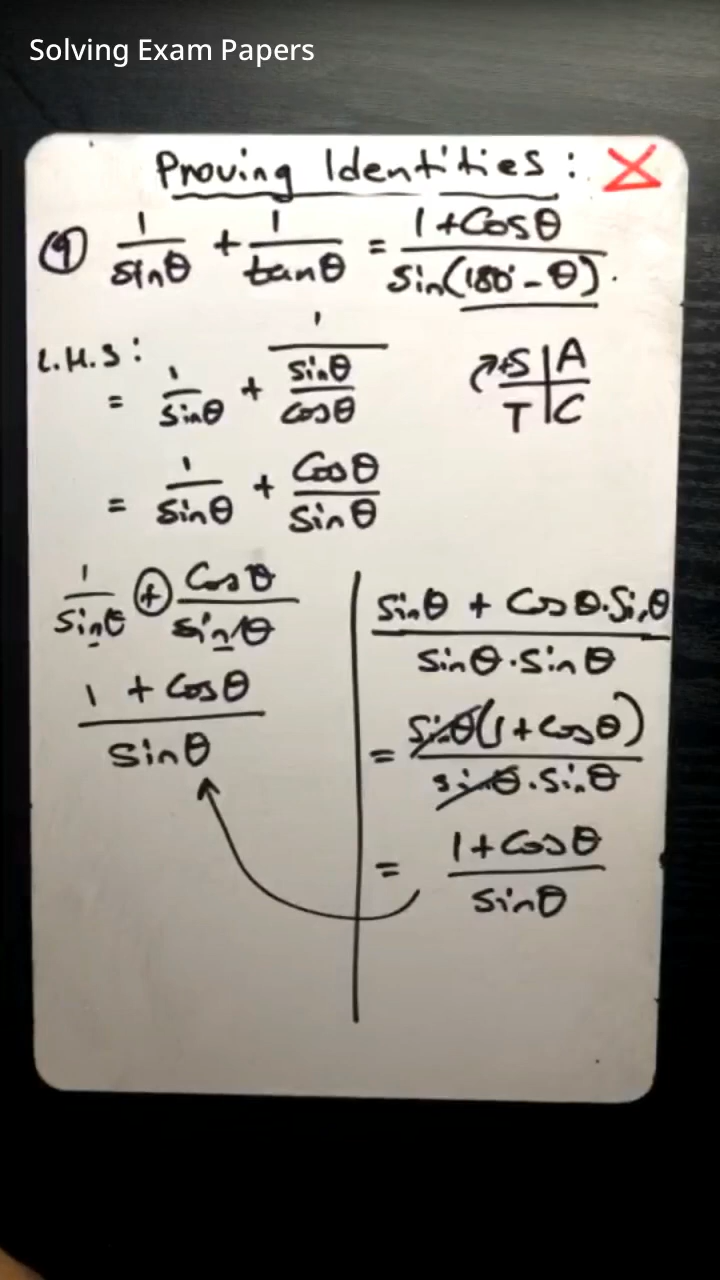 Solving Exam Papers
Proving Identities:
9 1/sinθ + 1/tanθ = (1+Cosθ)/(sin(180° - θ)).
L.H.S:
S A
T C
= 1/sinθ + 1/(sinθ/cosθ)
= 1/sinθ + Cosθ/sinθ
1/sinθ + Cosθ/sinθ
(1 + cosθ)/sinθ
(sinθ + Cosθ.Sinθ)/(sinθ.sinθ)
= (sinθ(1+cosθ))/(sinθ.sinθ)
= (1+cosθ)/sinθ